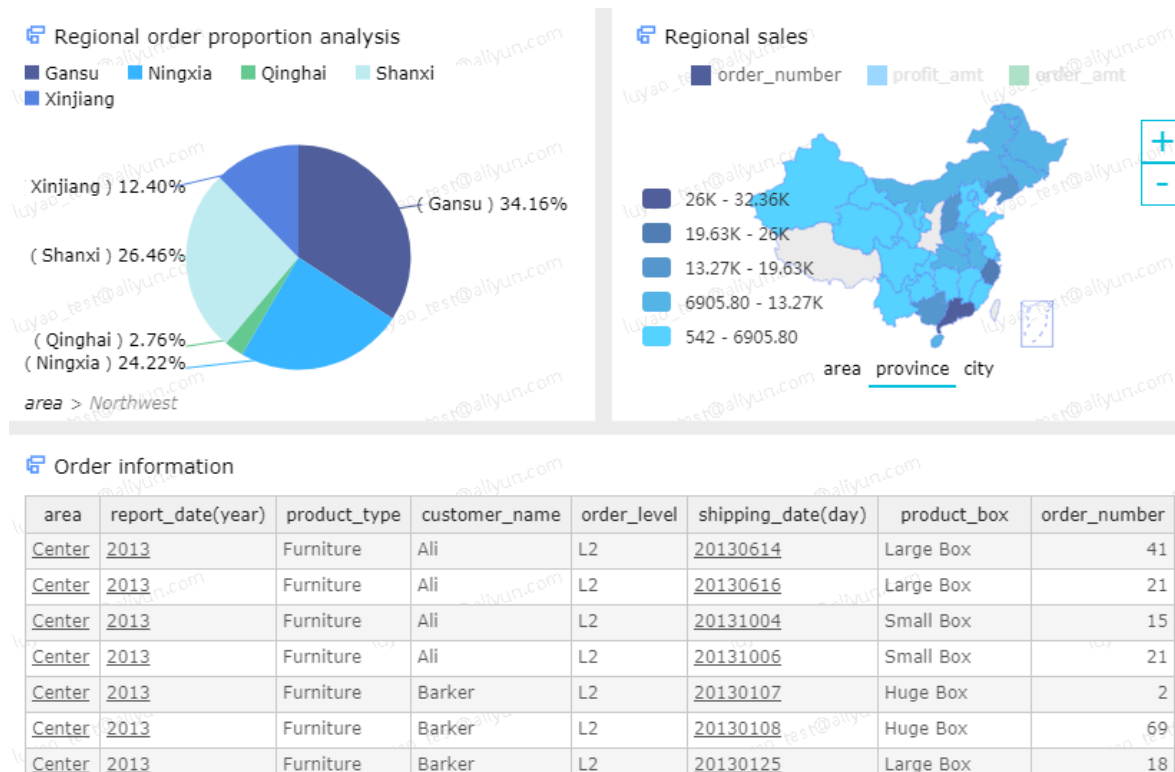 Regional order proportion analysis
Gansu Ningxia Qinghai Shanxi
Xinjiang
Xinjiang ) 12.40%
( Gansu ) 34.16%
( Shanxi ) 26.46%
( Qinghai ) 2.76%
( Ningxia ) 24.22%
area > Northwest
Regional sales
order_number profit_amt order_amt
+
-
26K - 32.36K
19.63K - 26K
13.27K - 19.63K
6905.80 - 13.27K
542 - 6905.80
area province city
Order information
area report_date(year) product_type customer_name order_level shipping_date(day) product_box order_number
Center 2013 Furniture Ali L2 20130614 Large Box 41
Center 2013 Furniture Ali L2 20130616 Large Box 21
Center 2013 Furniture Ali L2 20131004 Small Box 15
Center 2013 Furniture Ali L2 20131006 Small Box 21
Center 2013 Furniture Barker L2 20130107 Huge Box 2
Center 2013 Furniture Barker L2 20130108 Huge Box 69
Center 2013 Furniture Barker L2 20130125 Large Box 18